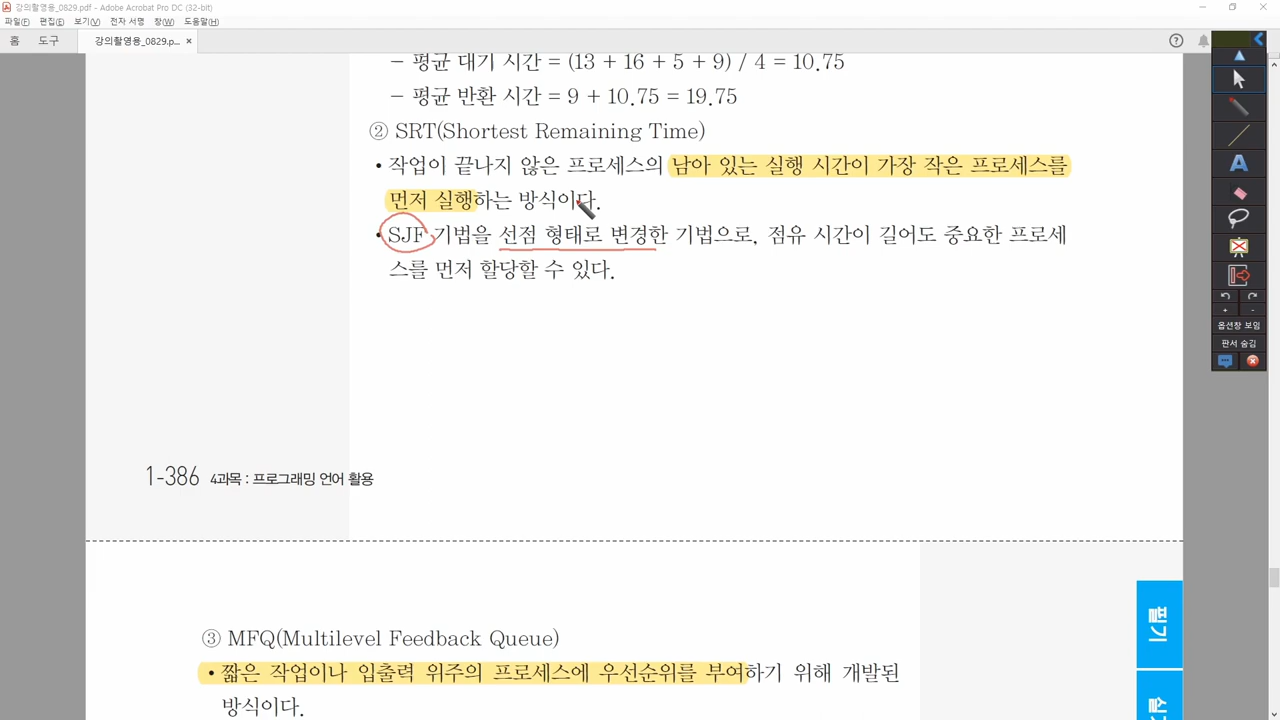 강의촬영용_0829.pdf - Adobe Acrobat Pro DC (32-bit)
파일(F) 편집(E) 보기(V) 전자 서명 창(W) 도움말(H)
홈 도구 강의촬영용_0829.p... ×
- 평균 대기 시간 = (13 + 16 + 5 + 9) / 4 = 10.75
- 평균 반환 시간 = 9 + 10.75 = 19.75
② SRT(Shortest Remaining Time)
• 작업이 끝나지 않은 프로세스의 남아 있는 실행 시간이 가장 작은 프로세스를
먼저 실행하는 방식이다.
• SJF 기법을 선점 형태로 변경한 기법으로, 점유 시간이 길어도 중요한 프로세
스를 먼저 할당할 수 있다.
옵션창 보임
판서 숨김
1-386 4과목 : 프로그래밍 언어 활용
필기
③ MFQ(Multilevel Feedback Queue)
• 짧은 작업이나 입출력 위주의 프로세스에 우선순위를 부여하기 위해 개발된
방식이다.